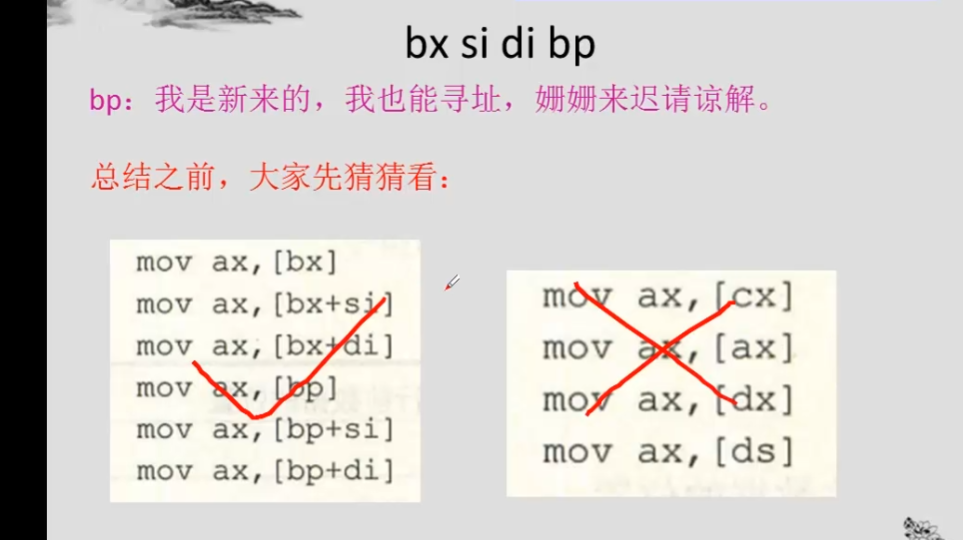 bx si di bp
bp：我是新来的，我也能寻址，姗姗来迟请谅解。
总结之前，大家先猜猜看：
mov ax,[bx]
mov ax,[bx+si]
mov ax,[bx+di]
mov ax,[bp]
mov ax,[bp+si]
mov ax,[bp+di]
mov ax,[cx]
mov ax,[ax]
mov ax,[dx]
mov ax,[ds]